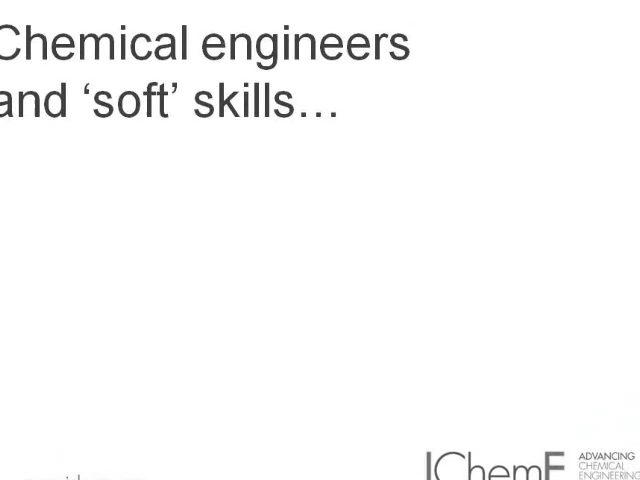 Chemical engineers
and ‘soft’ skills…
IChemE
ADVANCING
CHEMICAL
ENGINEERING